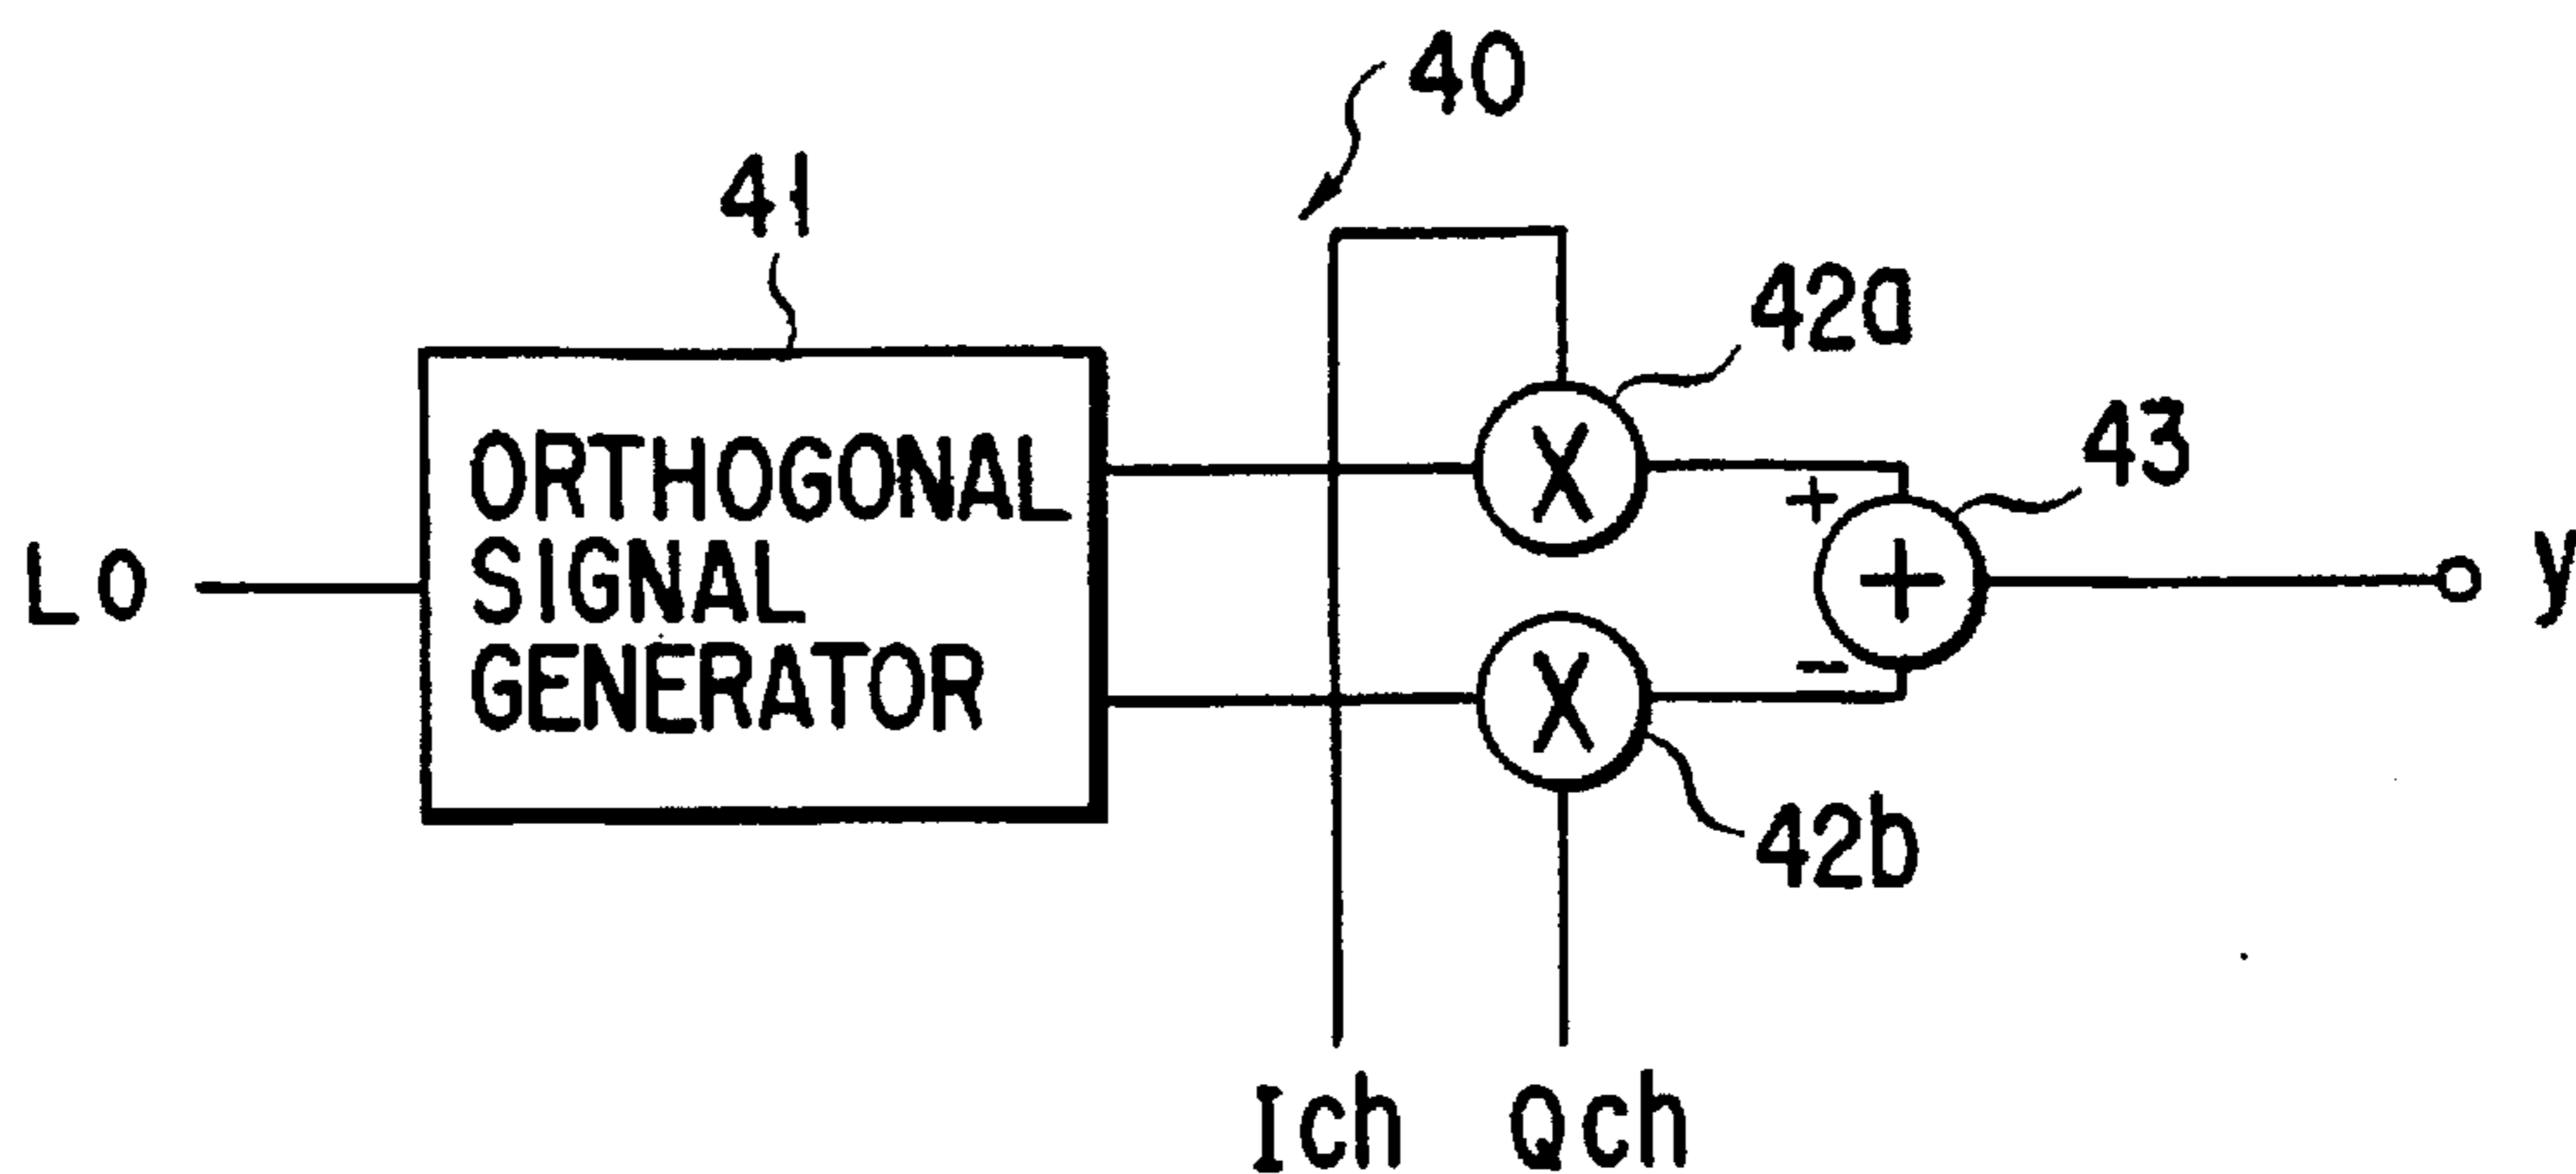 40
41
42a
43
ORTHOGONAL
SIGNAL
GENERATOR
Lo
X
+
+
y
X
-
42b
Ich Qch